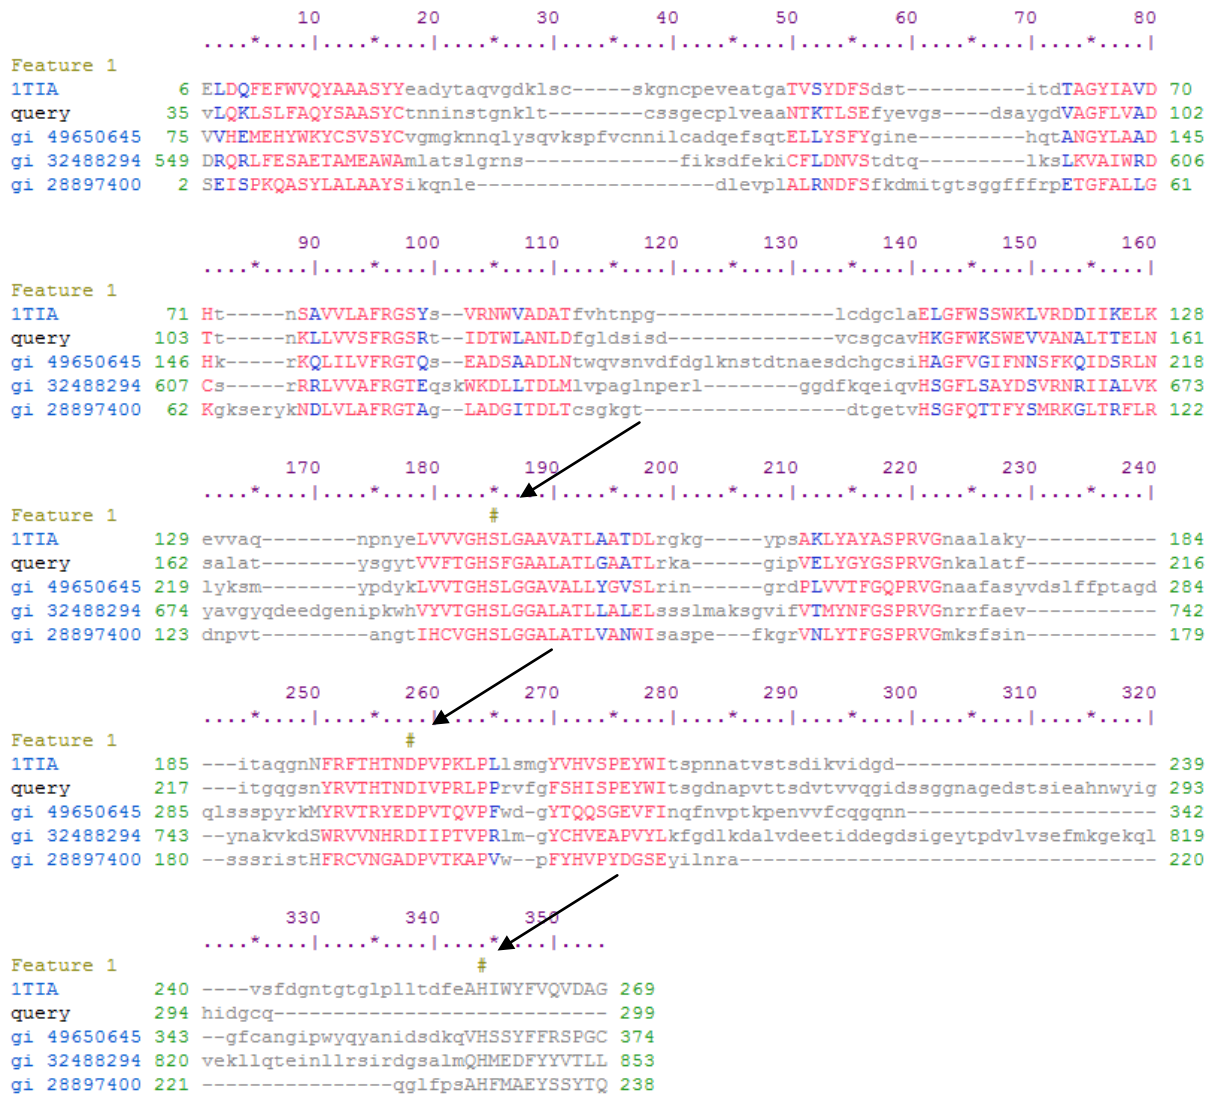 10 20 30 40 50 60 70 80
....*....|....*....|....*....|....*....|....*....|....*....|....*....|....*....|
Feature 1
1TIA 6 ELDQFEFWVQYAAASYYeadytaqvgdklsc-----skgncpeveatgaTVSYDFSdst----------itdTAGYIAVD 70
query 35 vLQKLSLFAQYSAASYCtnninstgnklt------cssgecplveaaNTKTLSEfyevgs----dsaygdVAGFLVAD 102
gi 49650645 75 VVHEMEHYWKYCSVSYCvgmgknnqlysqvkspfvcnnilcadqefsqtELLYSFYgine---------hqtANGYLAAD 145
gi 32488294 549 DRQRLFESAETAMEAWAmlatslgrns-------------fiksdfekiCFLDNVStdtq---------lksLKVAIWRD 606
gi 28897400 2 SEISPKQASYLALAAYSikqnle--------------------dlevplALRNDFSfkdmitgtsggffffrpETGFALLG 61
90 100 110 120 130 140 150 160
....*....|....*....|....*....|....*....|....*....|....*....|....*....|....*....|
Feature 1
1TIA 71 Ht-----nSAVVLAFRGSYs--VRNWVADATfvhtnpg---------------lcdgclaELGFWSSWKLVRDDIIKELK 128
query 103 Tt-----nKLLVVSFRGSRt--IDTWLANLDfgldsisd--------------vcsgcavHKGFWKSWEVVANALTTELN 161
gi 49650645 146 Hk-----rKQLILVFRGTQs--EADSAADLNtwqvsnvdfdglknstdtnaesdchgcsiHAGFVGIFNNSFKQIDSRLN 218
gi 32488294 607 Cs-----rRRLVVAFRGTEqskWKDLLTDLMlvpaglnperl---------ggdfkqeiqvHSGFLSAYDSVRNRIIALVK 673
gi 28897400 62 KgkserykNDLVLAFRGTAg--LADGITDLTcsgkgt-----------------dtgetvHSGFQTTFYSMRKGLTRFLR 122
170 180 190 200 210 220 230 240
....*....|....*....|....*....|....*....|....*....|....*....|....*....|....*....|
Feature 1 #
1TIA 129 evvaq--------npnyeLVVVGHSLGAAVATLAATDLrgkg-----ypsAKLYAYASPRVGnaalaky----------- 184
query 162 salat--------ysgytVVFTGHSFGAALATLGAATLrka------gipVELYGYGSPRVGnkalatf----------- 216
gi 49650645 219 lyksm--------ypdykLVVTGHSLGGAVALLYGVSLrin------grdPLVVTFGQPRVGnaafasyvdslffptagd 284
gi 32488294 674 yavgyqdeedgenipkwhVYVTGHSLGGALATLLALELssslmaksgvifVTMYNFGSPRVGnrrfaev----------- 742
gi 28897400 123 dnpvt---------angtIHCVGHSLGGALATLVANWIsaspe---fkgrVNLYTFGSPRVGmksfsin----------- 179
250 260 270 280 290 300 310 320
....*....|....*....|....*....|....*....|....*....|....*....|....*....|....*....|
Feature 1 #
1TIA 185 ---itaqgnNFRFTHTNDPVPKLPLlsmgYVHVSPEYWItspnnatvstsdikvidgd---------------------- 239
query 217 ---itggqsnYRVTHTNDIVPRLPPrvfgFSHISPEYWItsgdnapvttsdvtvvqgidssggnagedstsieahnwyig 293
gi 49650645 285 qlssspyrkMYRVTRYEDPVTQVPFwd-gYTQQSGEVFInqfnvptkpenvvfcqgqnn--------------------- 342
gi 32488294 743 --ynakvkdSWRVVNHRDIIPTVPRlm-gYCHVEAPVYLkfgdlkdalvdeetiddegdsigeytpdvlvsefmkgekql 819
gi 28897400 180 --sssristHFRCVNGADPVTKAPVw--pFYHVPYDGSEyilnra----------------------------------- 220
330 340 350
....*....|....*....|....*....|....
Feature 1 #
1TIA 240 ----vsfdgntgtglplltdfeAHIWYFVQVDAG 269
query 294 hidgcq---------------------------- 299
gi 49650645 343 --gfcangipwyqyanidsdkqVHSSYFFRSPGC 374
gi 32488294 820 vekllqteinllrsirdgsalmQHMEDFYYVTLL 853
gi 28897400 221 ----------------qglfpsAHFMAEYSSYTQ 238